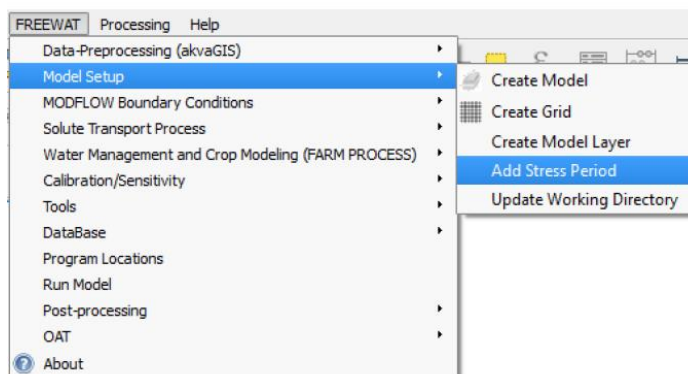 FREEWAT Processing Help
Data-Preprocessing (akvaGIS)
Model Setup
MODFLOW Boundary Conditions
Solute Transport Process
Water Management and Crop Modeling (FARM PROCESS)
Calibration/Sensitivity
Tools
DataBase
Program Locations
Run Model
Post-processing
OAT
About
Create Model
Create Grid
Create Model Layer
Add Stress Period
Update Working Directory